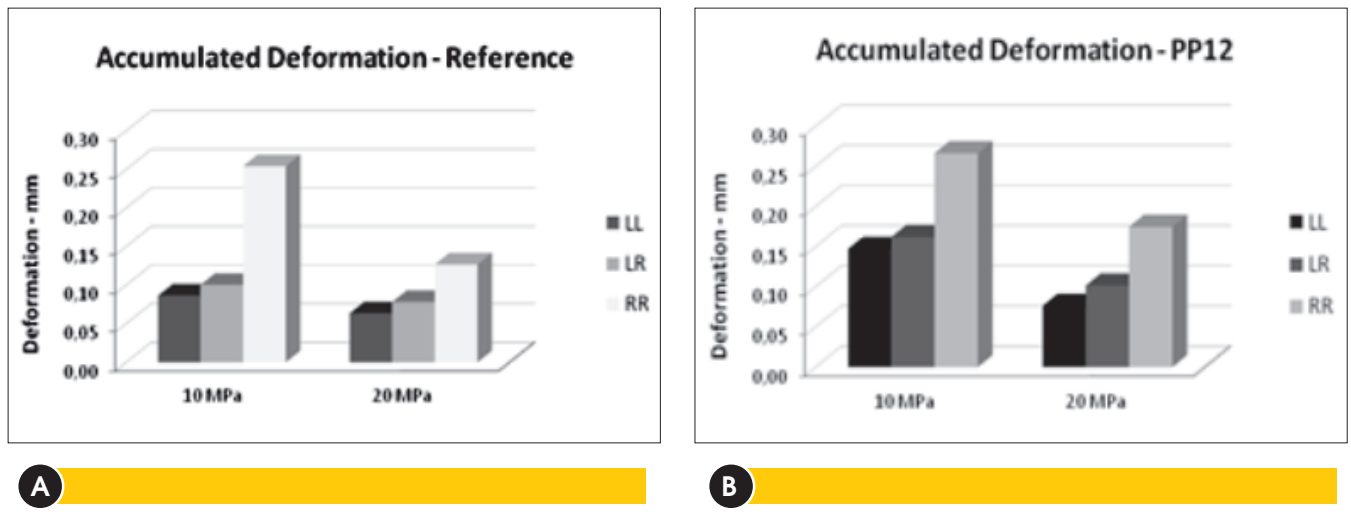 Accumulated Deformation - Reference
Deformation - mm
0,30
0,25
0,20
0,15
0,10
0,05
0,00
10 MPa
20 MPa
LL
LR
RR
A
Accumulated Deformation - PP12
Deformation - mm
0,30
0,25
0,20
0,15
0,10
0,05
0,00
10 MPa
20 MPa
LL
LR
RR
B